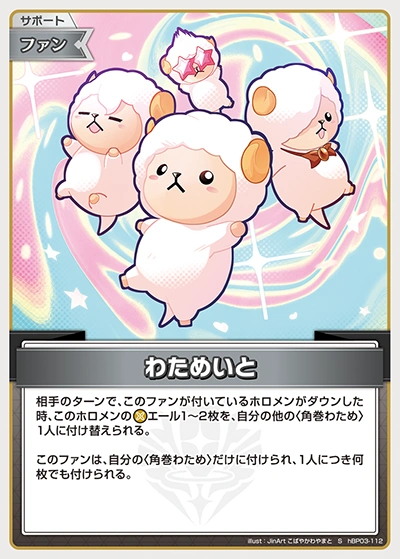 サポート
ファン
わためいと
相手のターンで、このファンが付いているホロメンがダウンした
時、このホロメンのエール1~2枚を、自分の他の〈角巻わため〉
1人に付け替えられる。
このファンは、自分の〈角巻わため〉だけに付けられ、1人につき何
枚でも付けられる。
illust:JinArt こばやかわやまと S hBP03-112